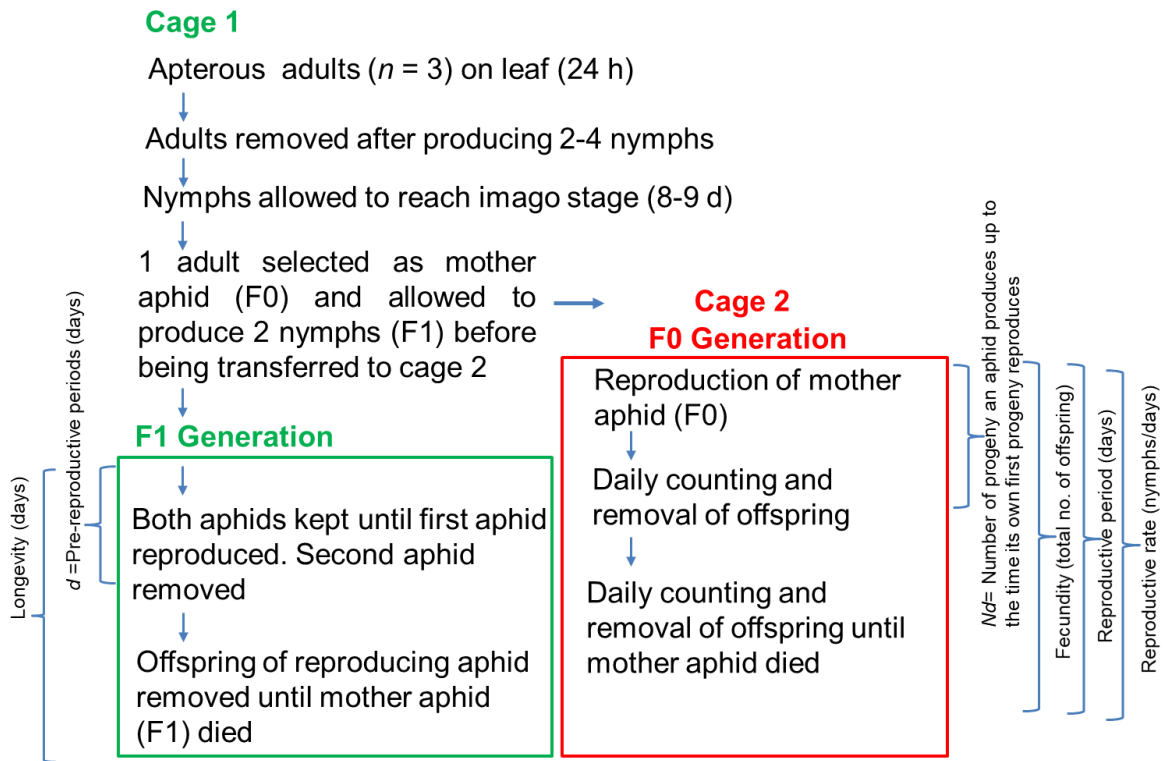 Cage 1
Apterous adults (n = 3) on leaf (24 h)
Adults removed after producing 2-4 nymphs
Nymphs allowed to reach imago stage (8-9 d)
1 adult selected as mother
aphid (F0) and allowed to
produce 2 nymphs (F1) before
being transferred to cage 2
F1 Generation
Both aphids kept until first aphid
reproduced. Second aphid
removed
Offspring of reproducing aphid
removed until mother aphid
(F1) died
Longevity (days)
d =Pre-reproductive periods (days)
Cage 2
F0 Generation
Reproduction of mother
aphid (F0)
Daily counting and
removal of offspring
Daily counting and
removal of offspring until
mother aphid died
Nd= Number of progeny an aphid produces up to
the time its own first progeny reproduces
Fecundity (total no. of offspring)
Reproductive period (days)
Reproductive rate (nymphs/days)